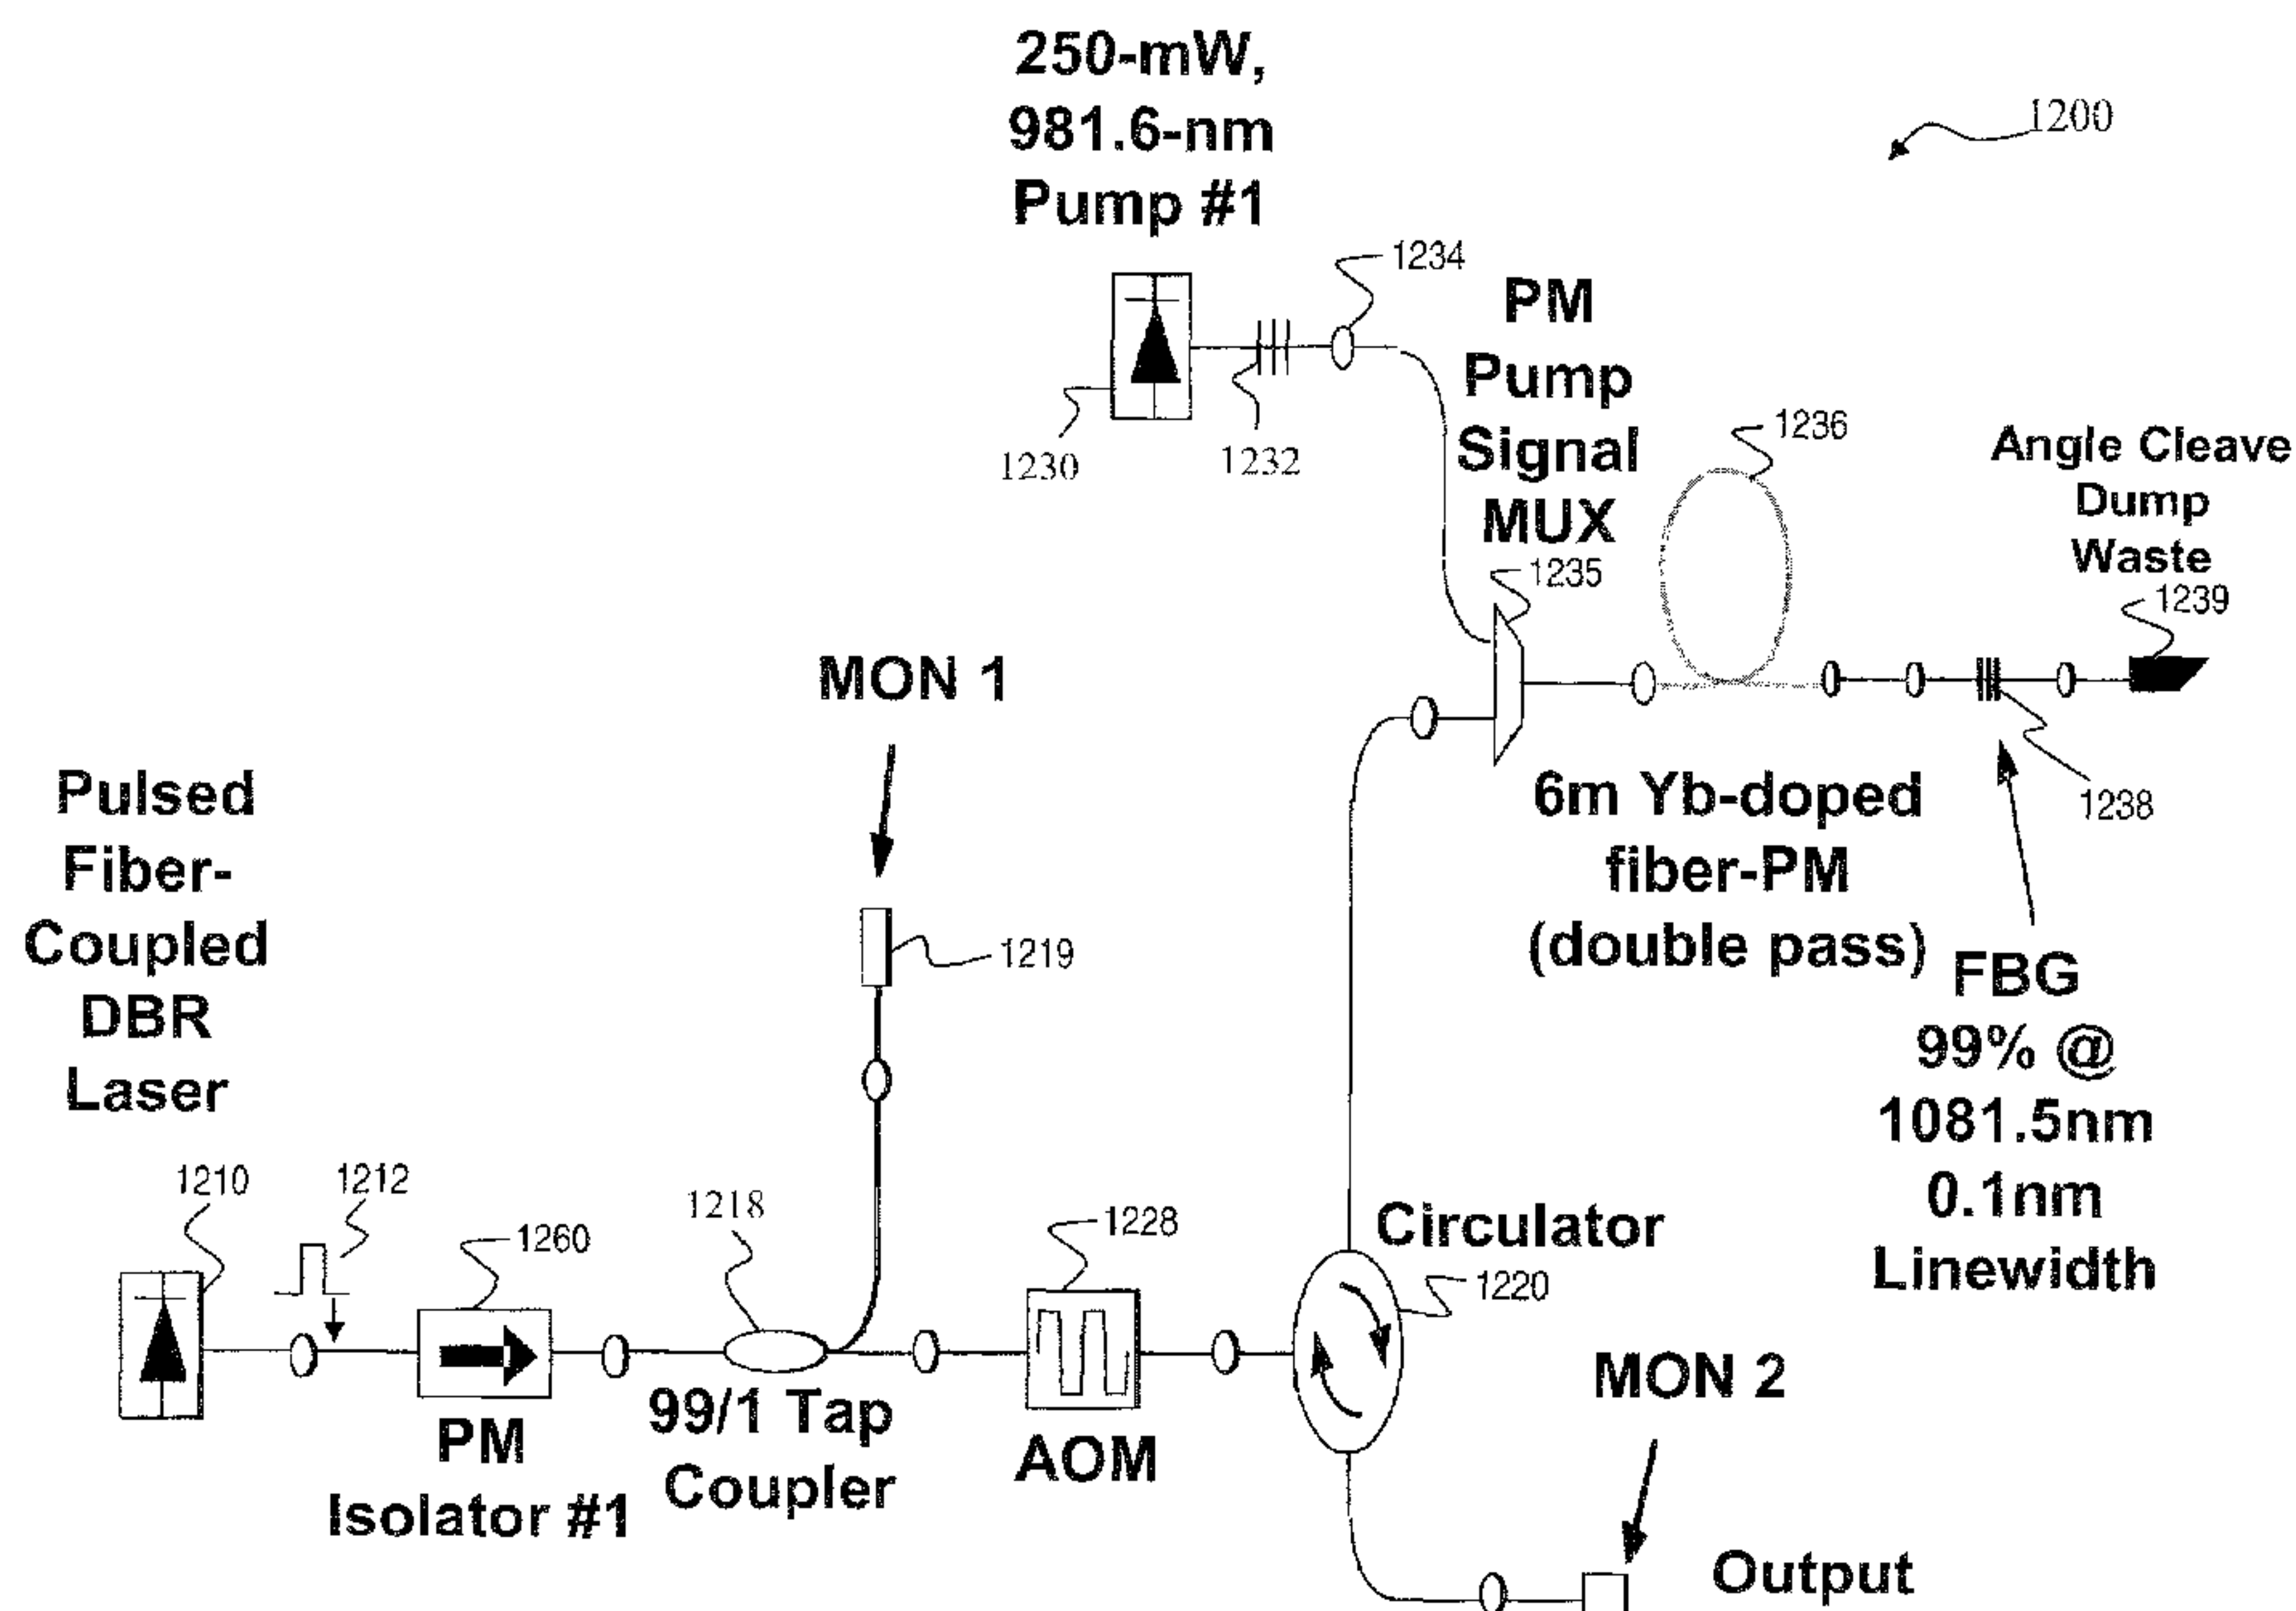 250-mW,
981.6-nm
Pump #1
1200
1234
PM
Pump
Signal
MUX
1230
1232
1236
Angle Cleave
Dump
Waste
1235
1239
MON 1
6m Yb-doped
fiber-PM
(double pass)
1238
Pulsed
Fiber-
Coupled
DBR
Laser
1219
FBG
99% @
1081.5nm
0.1nm
Linewidth
1210
1212
1260
1218
1228
Circulator
1220
PM
Isolator #1
99/1 Tap
Coupler
AOM
MON 2
Output